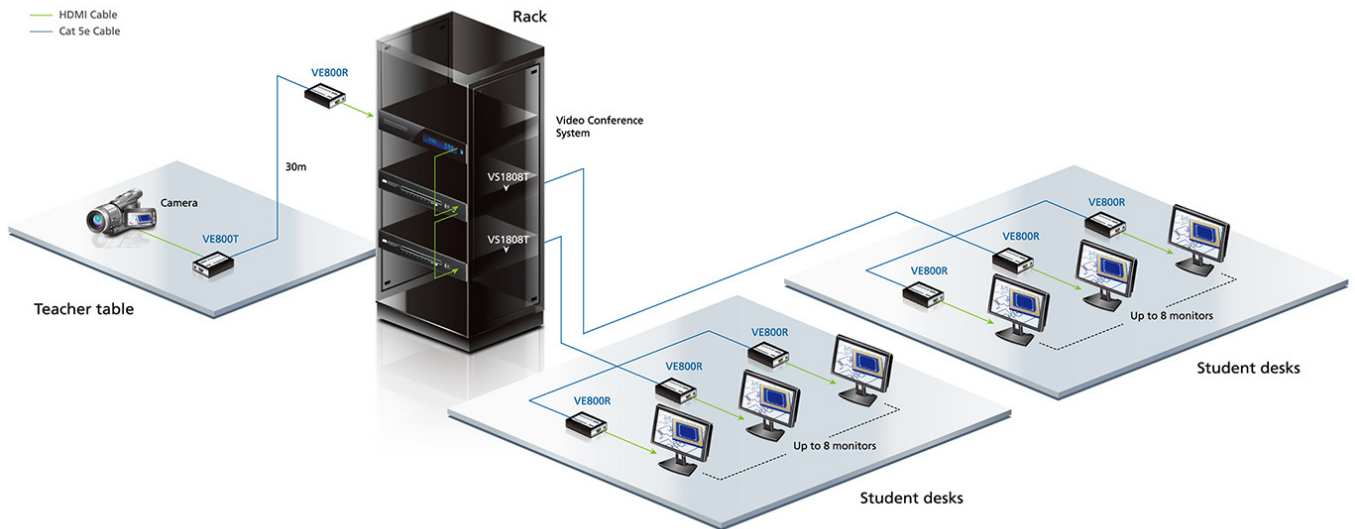 HDMI Cable
Cat 5e Cable
Rack
VE800R
Video Conference
System
30m
VS1808T
Camera
VE800T
VS1808T
Teacher table
VE800R
VE800R
VE800R
Up to 8 monitors
Student desks
VE800R
VE800R
VE800R
Up to 8 monitors
Student desks